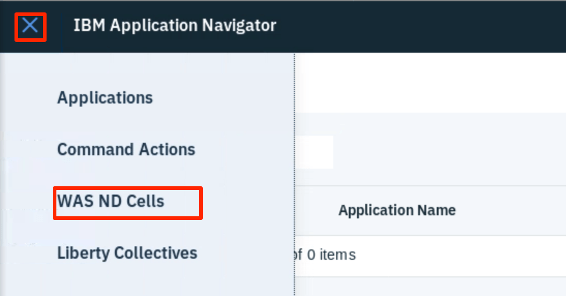 IBM Application Navigator
Applications
Command Actions
WAS ND Cells
Liberty Collectives
Application Name
of 0 items